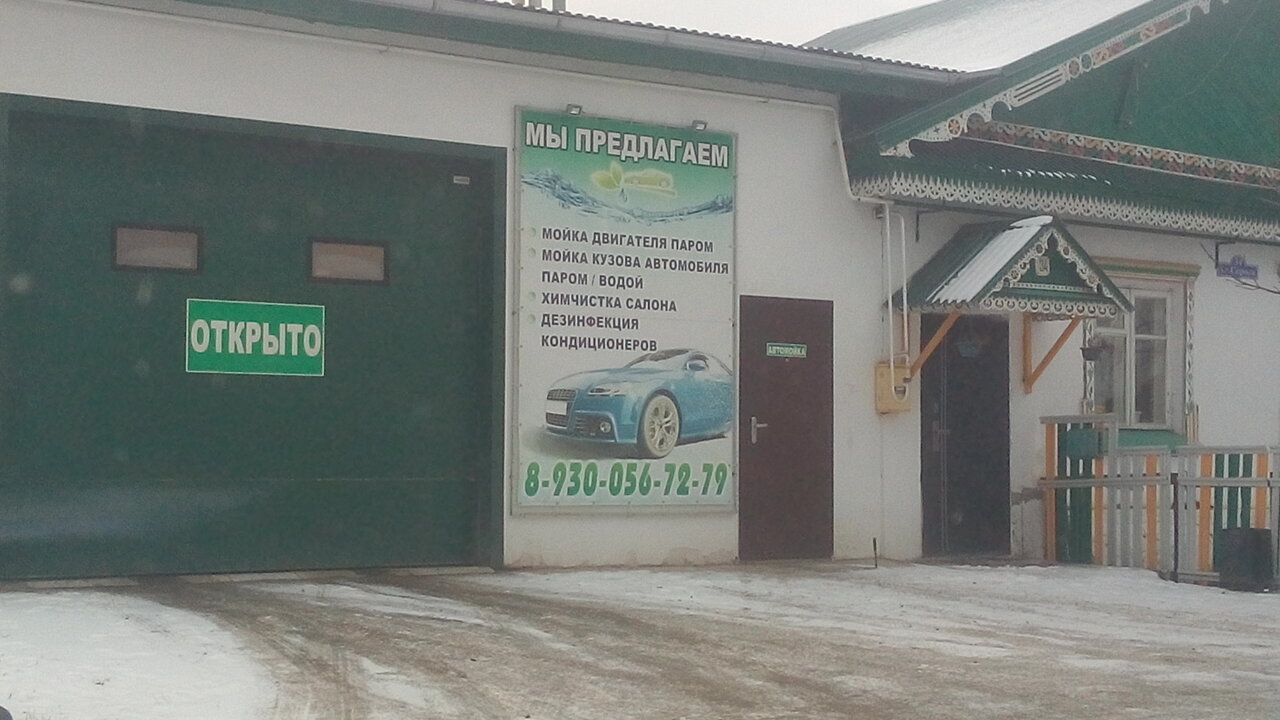 ОТКРЫТО
МЫ ПРЕДЛАГАЕМ
МОЙКА ДВИГАТЕЛЯ ПАРОМ
МОЙКА КУЗОВА АВТОМОБИЛЯ
ПАРОМ / ВОДОЙ
ХИМЧИСТКА САЛОНА
ДЕЗИНФЕКЦИЯ
КОНДИЦИОНЕРОВ
8-930-056-72-79
АВТОМОЙКА